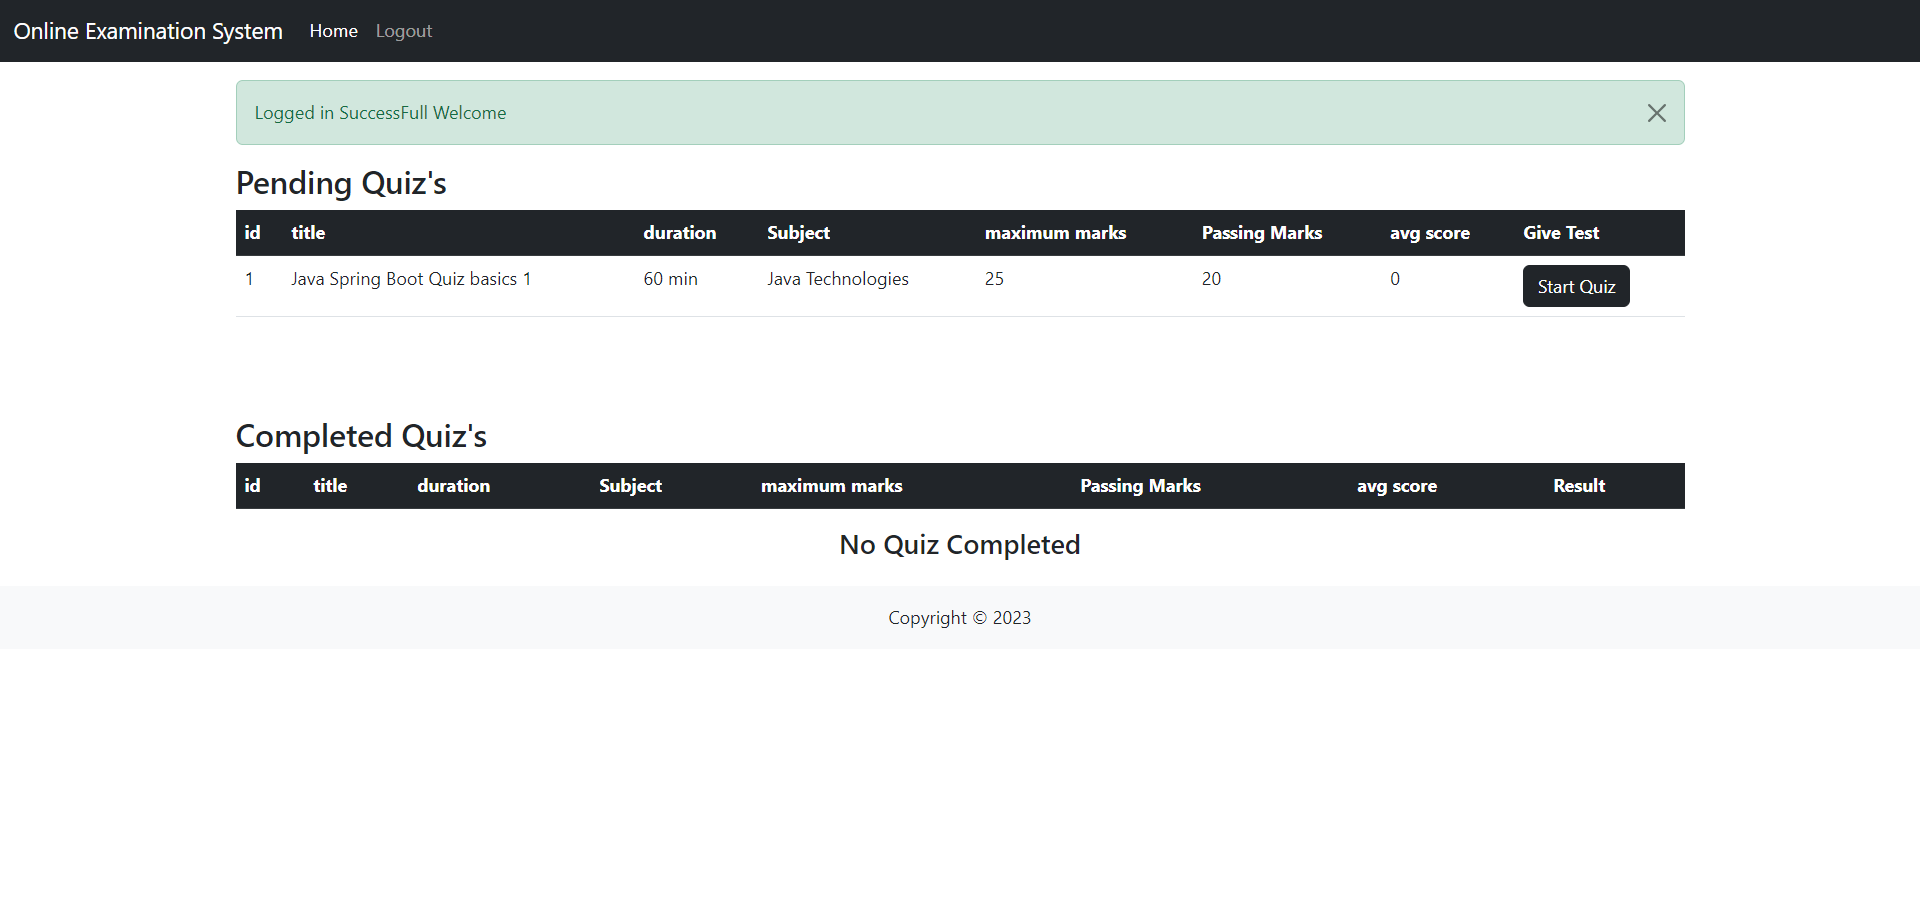 Online Examination System Home Logout
Logged in SuccessFull Welcome
Pending Quiz's
id title duration Subject maximum marks Passing Marks avg score Give Test
1 Java Spring Boot Quiz basics 1 60 min Java Technologies 25 20 0 Start Quiz
Completed Quiz's
id title duration Subject maximum marks Passing Marks avg score Result
No Quiz Completed
Copyright © 2023